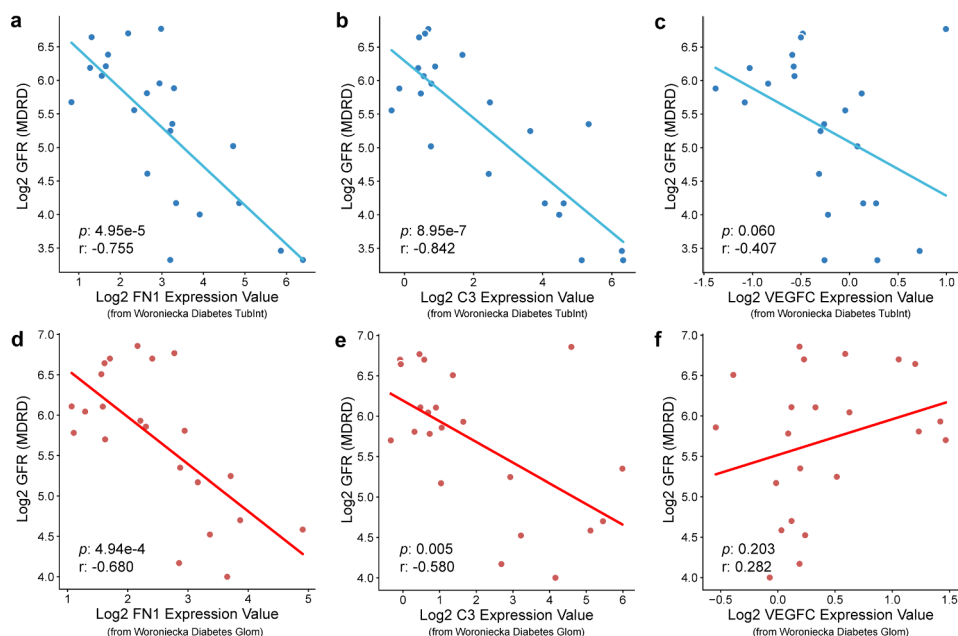 a
Log2 GFR (MDRD)
6.5
6.0
5.5
5.0
4.5
4.0
3.5
p: 4.95e-5
r: -0.755
1 2 3 4 5 6
Log2 FN1 Expression Value
(from Woroniecka Diabetes TubInt)
b
Log2 GFR (MDRD)
6.5
6.0
5.5
5.0
4.5
4.0
3.5
p: 8.95e-7
r: -0.842
0 2 4 6
Log2 C3 Expression Value
(from Woroniecka Diabetes TubInt)
c
Log2 GFR (MDRD)
6.5
6.0
5.5
5.0
4.5
4.0
3.5
p: 0.060
r: -0.407
-1.5 -1.0 -0.5 0.0 0.5 1.0
Log2 VEGFC Expression Value
(from Woroniecka Diabetes TubInt)
d
Log2 GFR (MDRD)
7.0
6.5
6.0
5.5
5.0
4.5
4.0
p: 4.94e-4
r: -0.680
1 2 3 4 5
Log2 FN1 Expression Value
(from Woroniecka Diabetes Glom)
e
Log2 GFR (MDRD)
7.0
6.5
6.0
5.5
5.0
4.5
4.0
p: 0.005
r: -0.580
0 1 2 3 4 5 6
Log2 C3 Expression Value
(from Woroniecka Diabetes Glom)
f
Log2 GFR (MDRD)
7.0
6.5
6.0
5.5
5.0
4.5
4.0
p: 0.203
r: 0.282
-0.5 0.0 0.5 1.0 1.5
Log2 VEGFC Expression Value
(from Woroniecka Diabetes Glom)